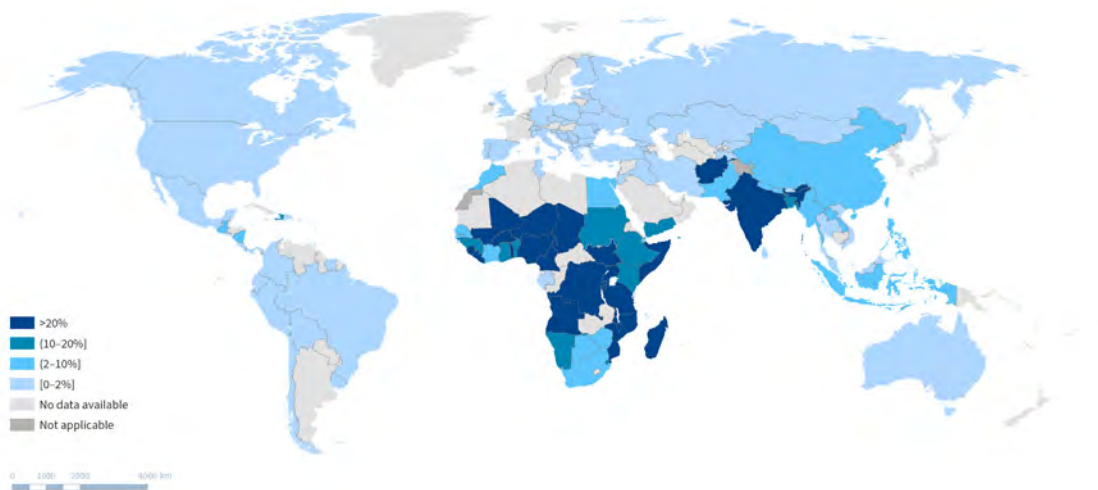 >20%
(10–20%]
(2–10%]
[0–2%]
No data available
Not applicable
0 1000 2000 4000 km